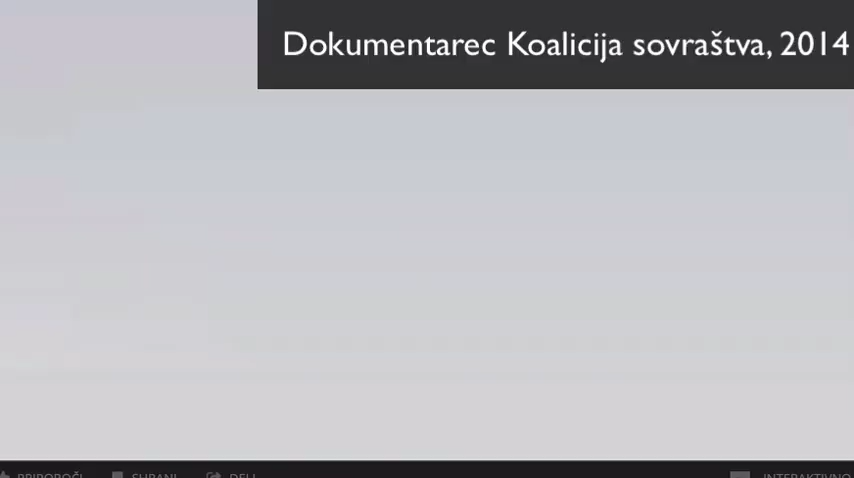 Dokumentarec Koalicija sovraštva, 2014
PRIPOROČI SHRANI DELI INTERAKTIVNO